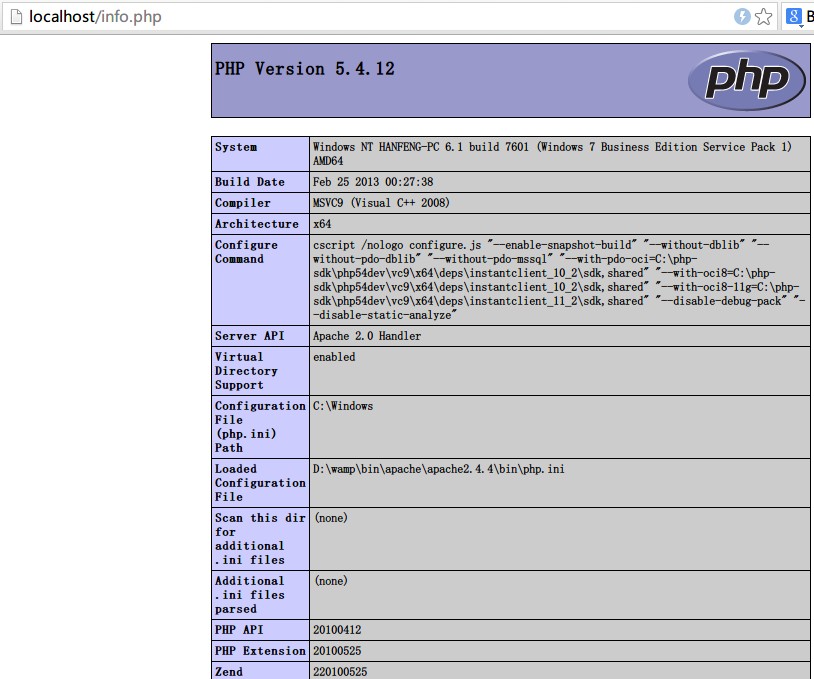 localhost/info.php
8 B
PHP Version 5.4.12
php
System
Windows NT HANFENG-PC 6.1 build 7601 (Windows 7 Business Edition Service Pack 1)
AMD64
Build Date
Feb 25 2013 00:27:38
Compiler
MSVC9 (Visual C++ 2008)
Architecture
x64
Configure
Command
cscript /nologo configure.js "--enable-snapshot-build" "--without-dblib" "--
without-pdo-dblib" "--without-pdo-mssql" "--with-pdo-oci=C:\php-
sdk\php54dev\vc9\x64\deps\instantclient_10_2\sdk,shared" "--with-oci8=C:\php-
sdk\php54dev\vc9\x64\deps\instantclient_10_2\sdk,shared" "--with-oci8-11g=C:\php-
sdk\php54dev\vc9\x64\deps\instantclient_11_2\sdk,shared" "--disable-debug-pack" "-
-disable-static-analyze"
Server API
Apache 2.0 Handler
Virtual
Directory
Support
enabled
Configuration
File
(php.ini)
Path
C:\Windows
Loaded
Configuration
File
D:\wamp\bin\apache\apache2.4.4\bin\php.ini
Scan this dir
for
additional
.ini files
(none)
Additional
.ini files
parsed
(none)
PHP API
20100412
PHP Extension
20100525
Zend
220100525